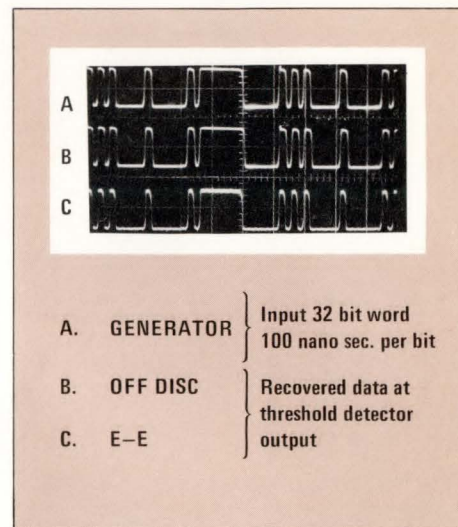 A
B
C
A. GENERATOR Input 32 bit word
100 nano sec. per bit
B. OFF DISC Recovered data at
threshold detector
C. E–E output